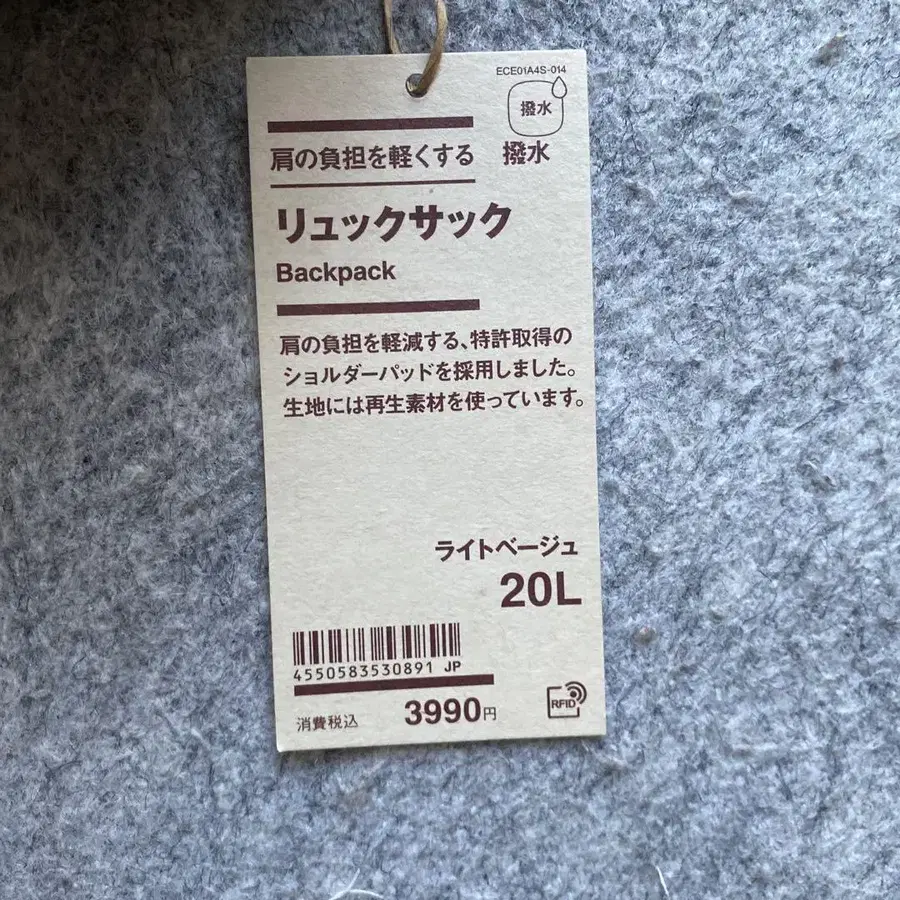 ECE01A4S-014
撥水
撥水
肩の負担を軽くする
リュックサック
Backpack
肩の負担を軽減する、特許取得の
ショルダーパッドを採用しました。
生地には再生素材を使っています。
ライトベージュ
20L
4550583530891 JP
消費税込 3990円
RFID